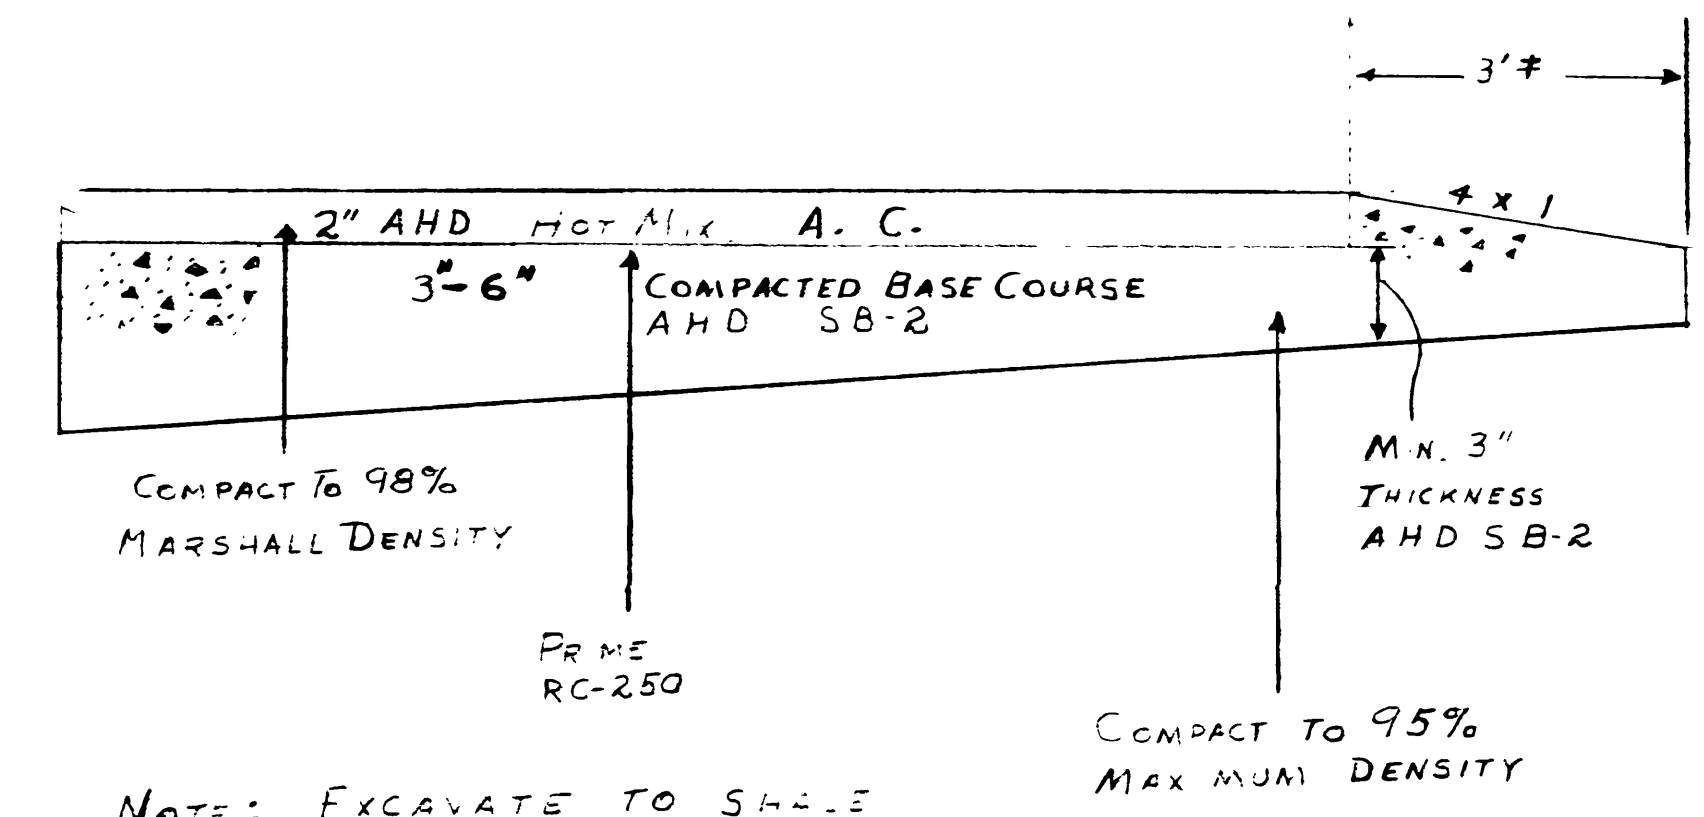 3' ±
4 x 1
2" AHD HOT MIX A. C.
3"-6" COMPACTED BASE COURSE
AHD SB-2
MIN. 3"
THICKNESS
AHD SB-2
COMPACT TO 98%
MARSHALL DENSITY
PRIME
RC-250
COMPACT TO 95%
MAXIMUM DENSITY
NOTE: EXCAVATE TO